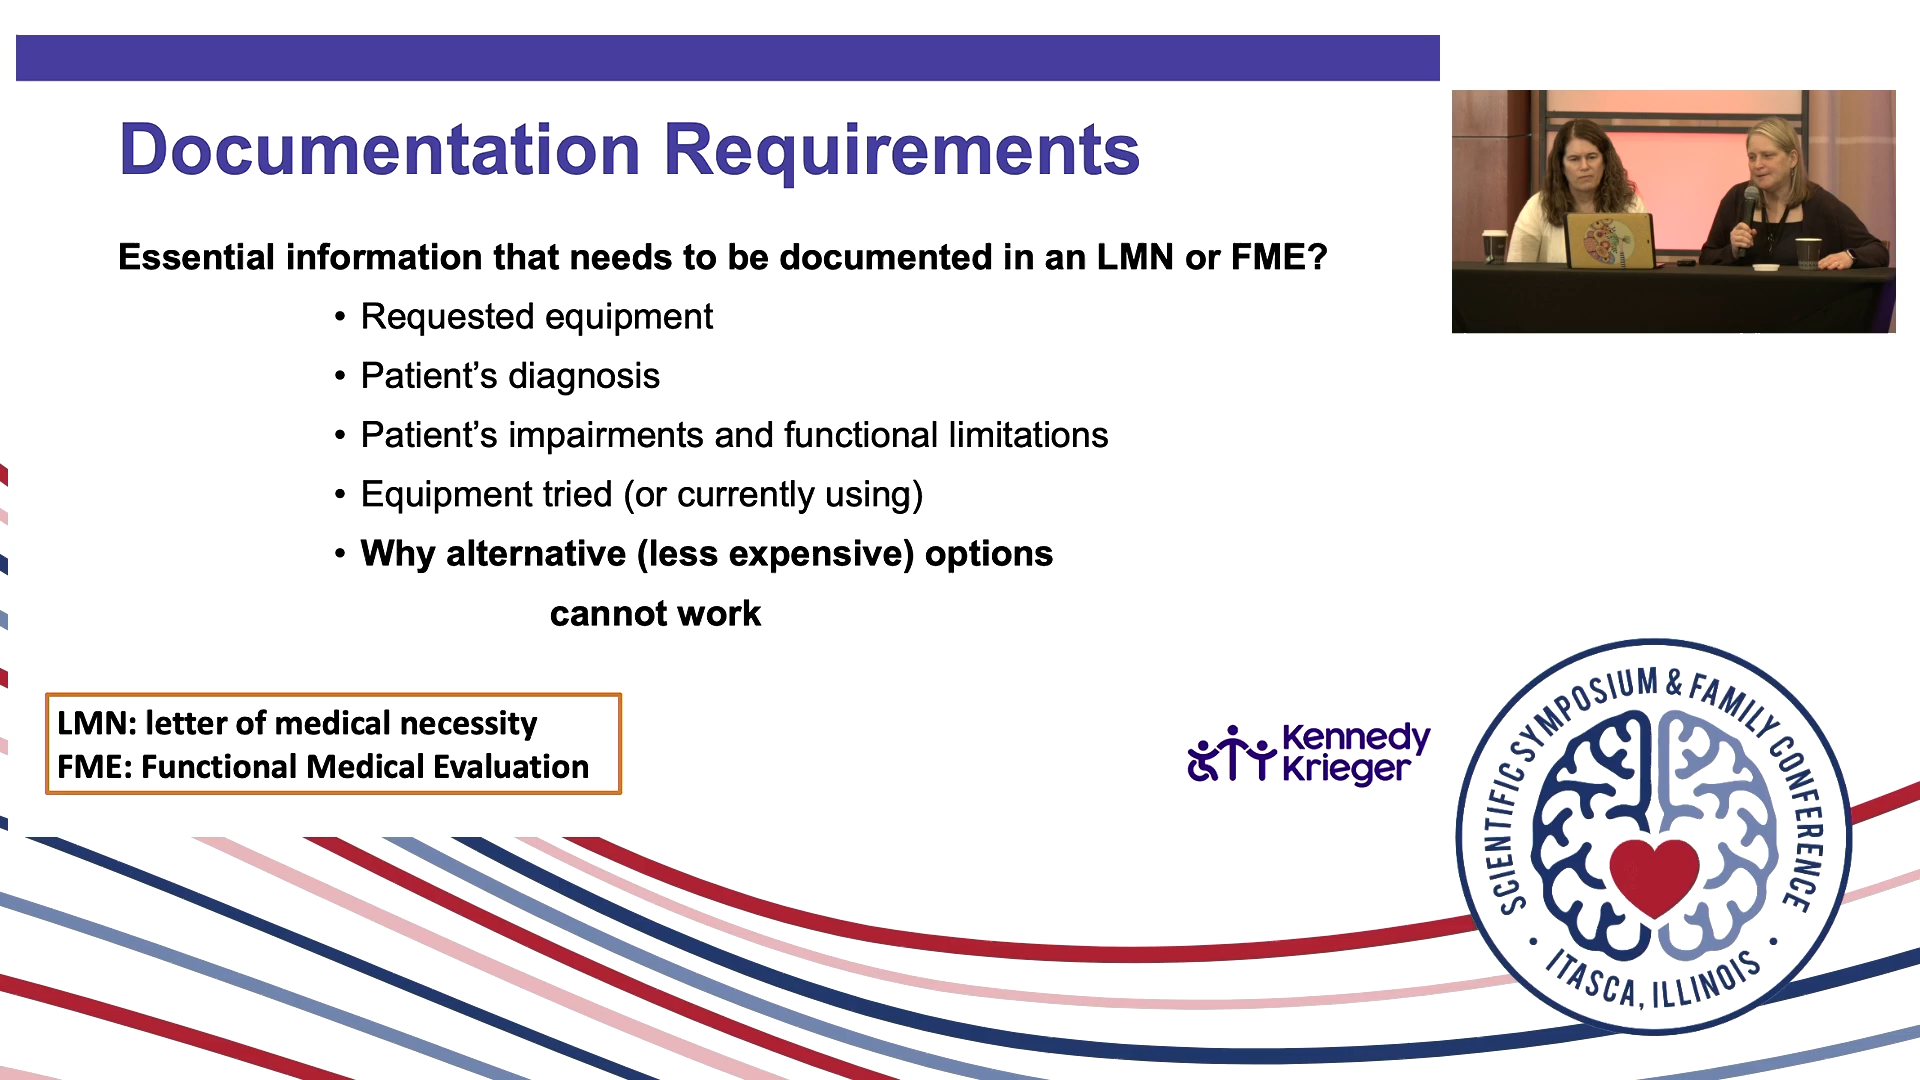 Documentation Requirements
Essential information that needs to be documented in an LMN or FME?
• Requested equipment
• Patient’s diagnosis
• Patient’s impairments and functional limitations
• Equipment tried (or currently using)
• Why alternative (less expensive) options
cannot work
LMN: letter of medical necessity
FME: Functional Medical Evaluation
Kennedy
Krieger
SCIENTIFIC SYMPOSIUM & FAMILY CONFERENCE
• ITASCA, ILLINOIS •